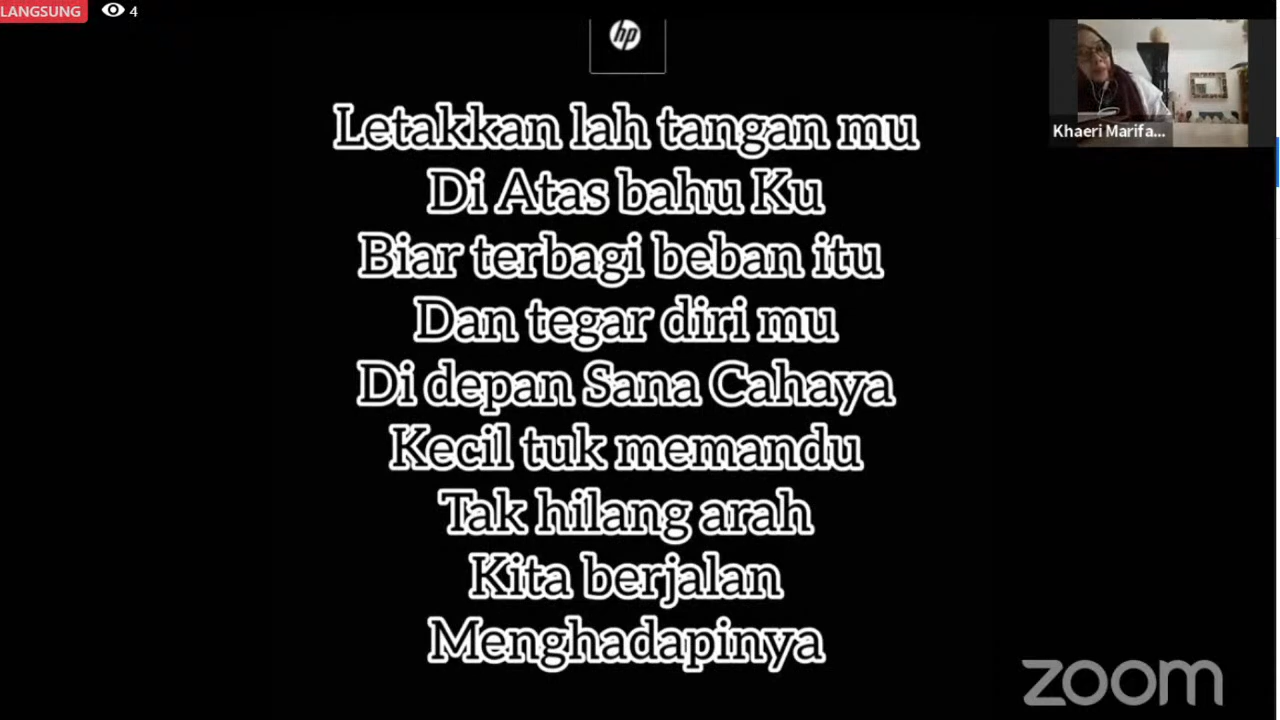 LANGSUNG
4
hp
Letakkan lah tangan mu
Di Atas bahu Ku
Biar terbagi beban itu
Dan tegar diri mu
Di depan Sana Cahaya
Kecil tuk memandu
Tak hilang arah
Kita berjalan
Menghadapinya
Khaeri Marifa...
zoom